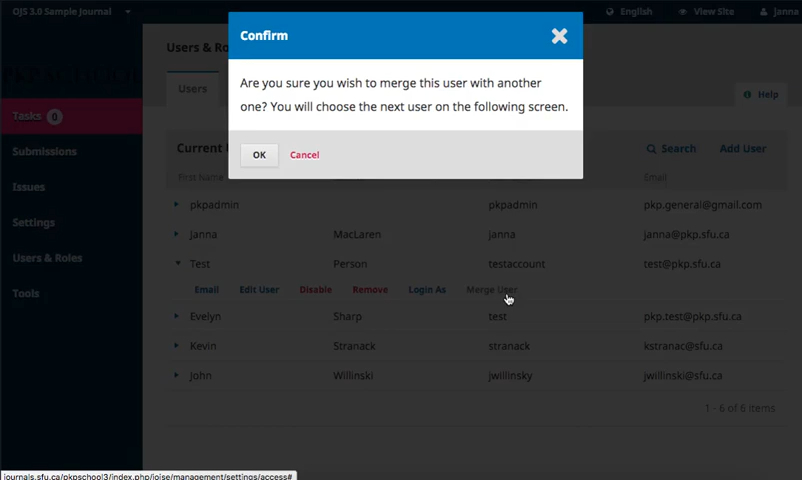 OJS 3.0 Sample Journal
English
View Site
janna
Confirm
Are you sure you wish to merge this user with another
one? You will choose the next user on the following screen.
OK
Cancel
Users & Ro
Users
Help
Tasks 0
Submissions
Issues
Settings
Users & Roles
Tools
Current
Search
Add User
First Name
Email
pkpadmin pkpadmin pkp.general@gmail.com
Janna MacLaren janna janna@pkp.sfu.ca
Test Person testaccount test@pkp.sfu.ca
Email Edit User Disable Remove Login As Merge User
Evelyn Sharp test pkp.test@pkp.sfu.ca
Kevin Stranack stranack kstranac@sfu.ca
John Willinski jwillinsky jwillinski@sfu.ca
1 - 6 of 6 items
journals.sfu.ca/pkpschool3/index.php/ojsse/management/settings/access#